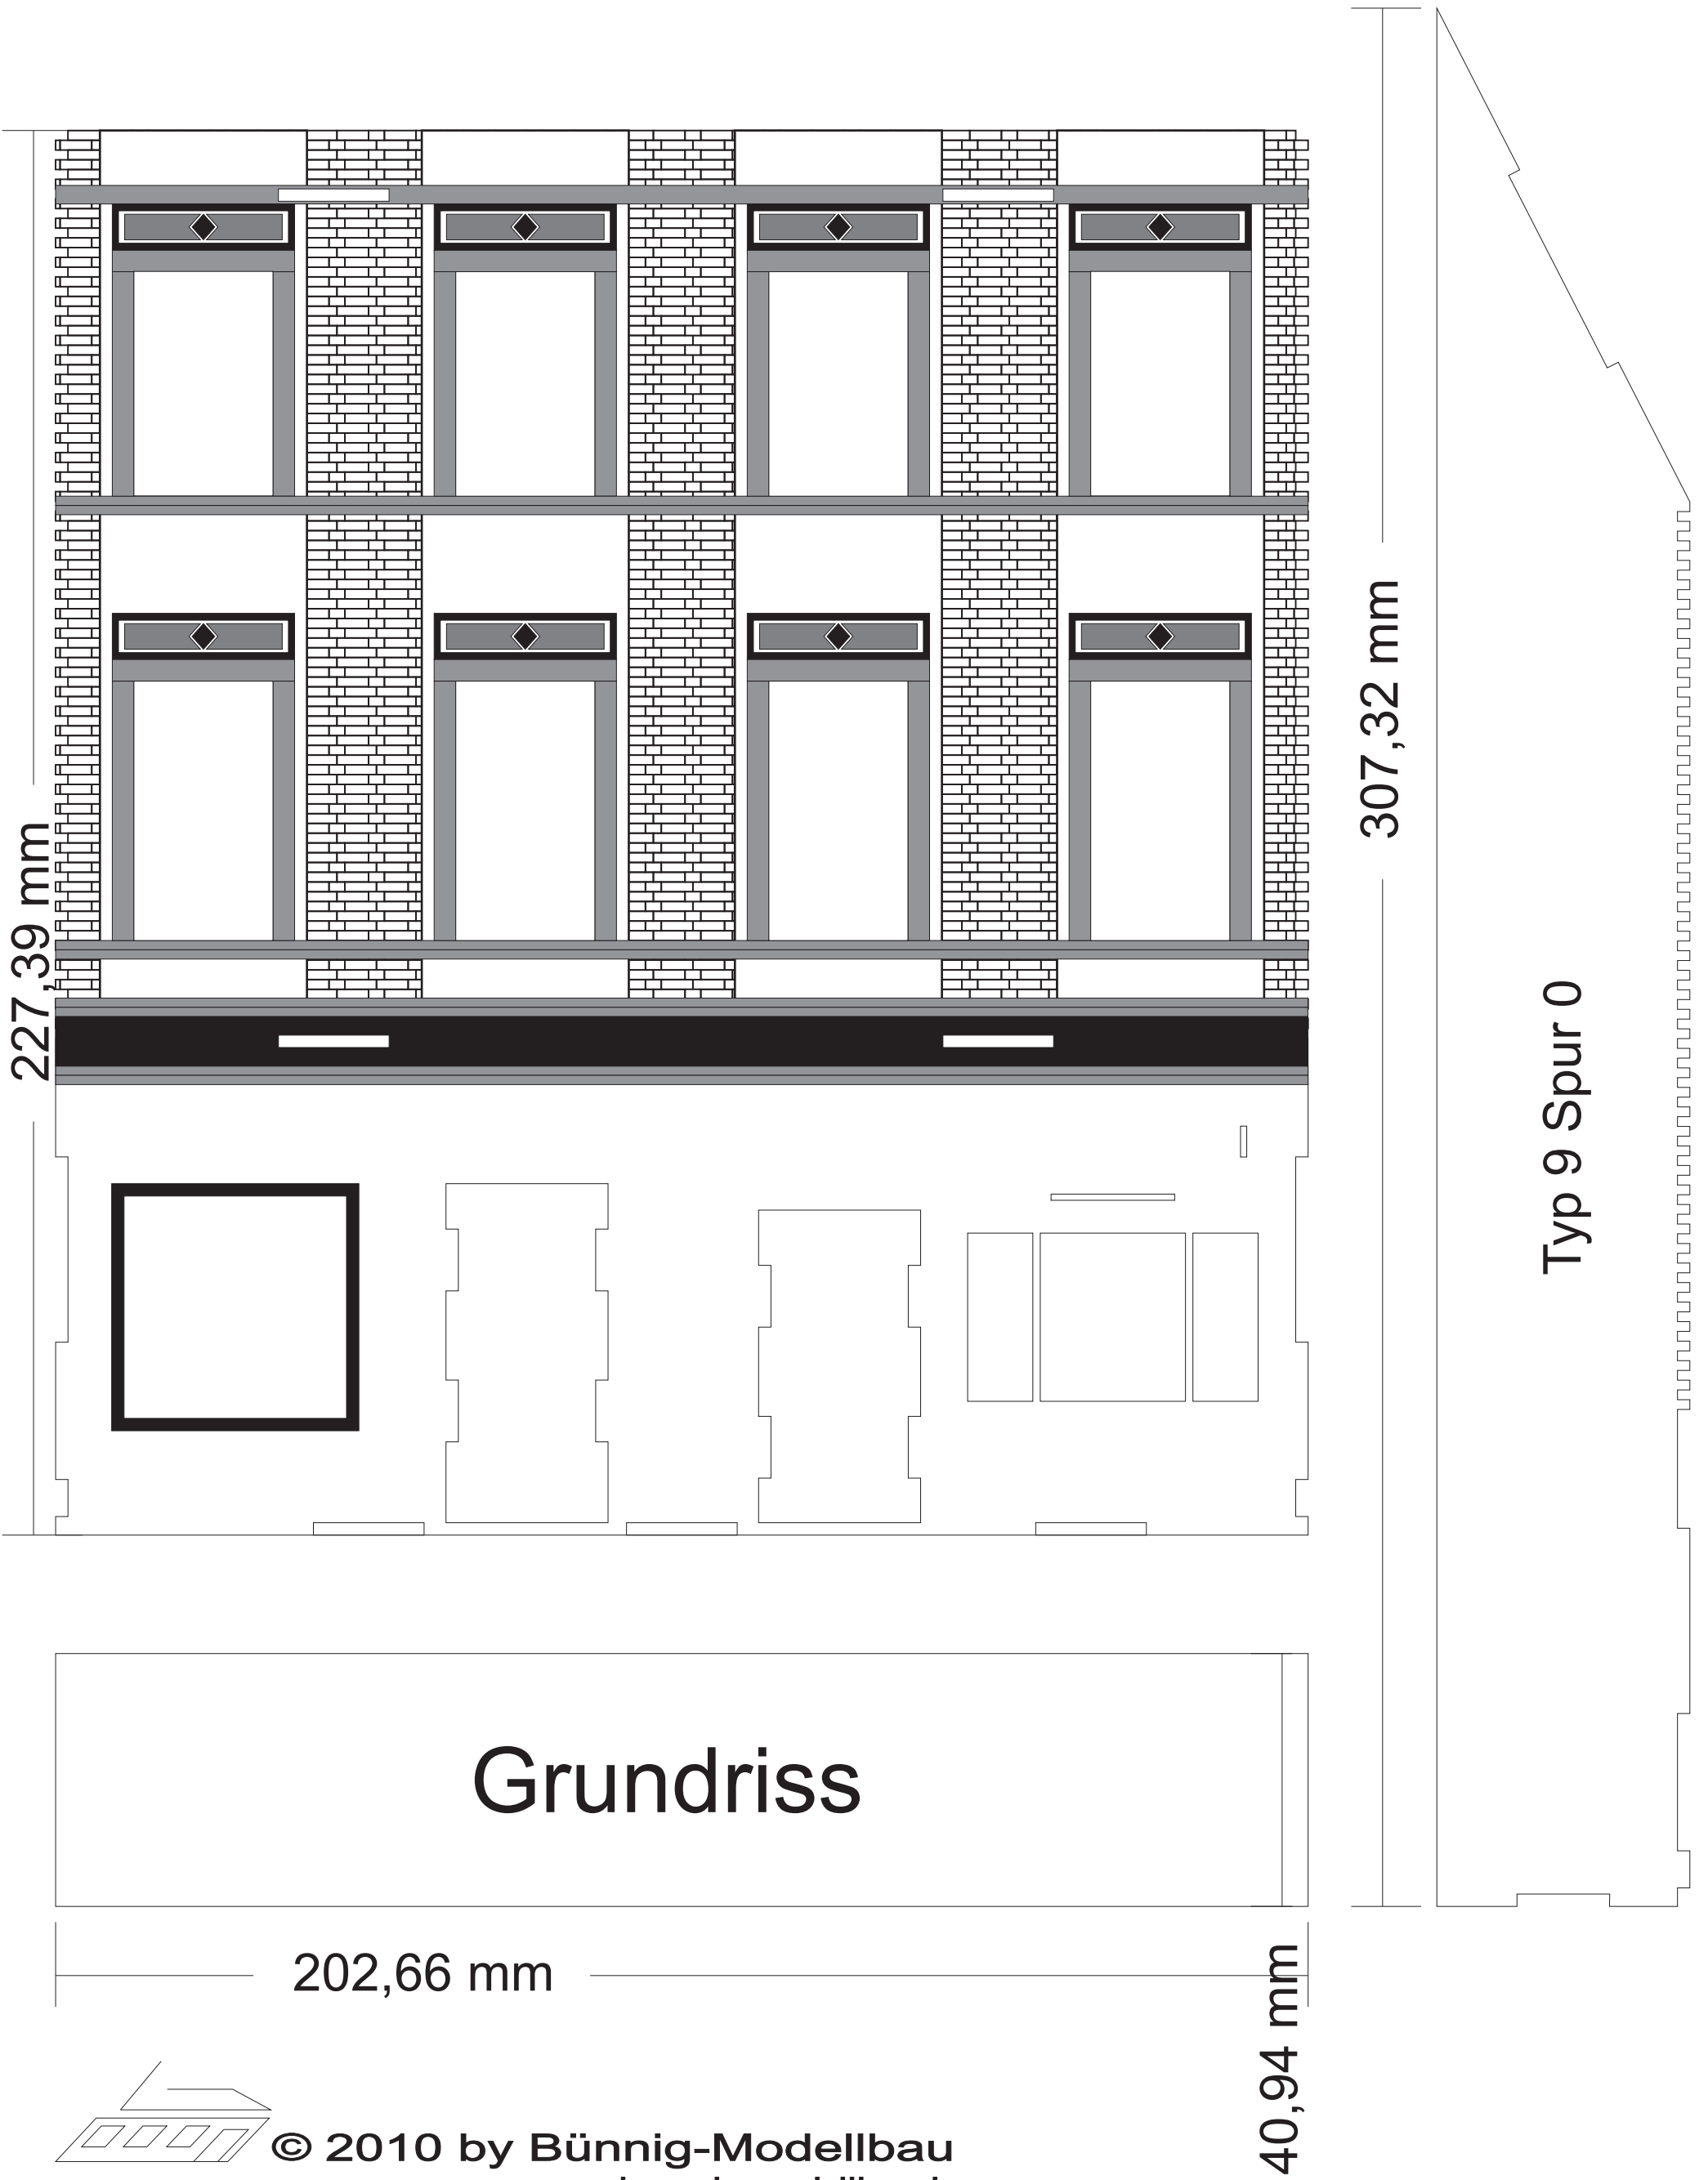 227,39 mm
307,32 mm
Typ 9 Spur 0
Grundriss
202,66 mm
40,94 mm
© 2010 by Bünnig-Modellbau